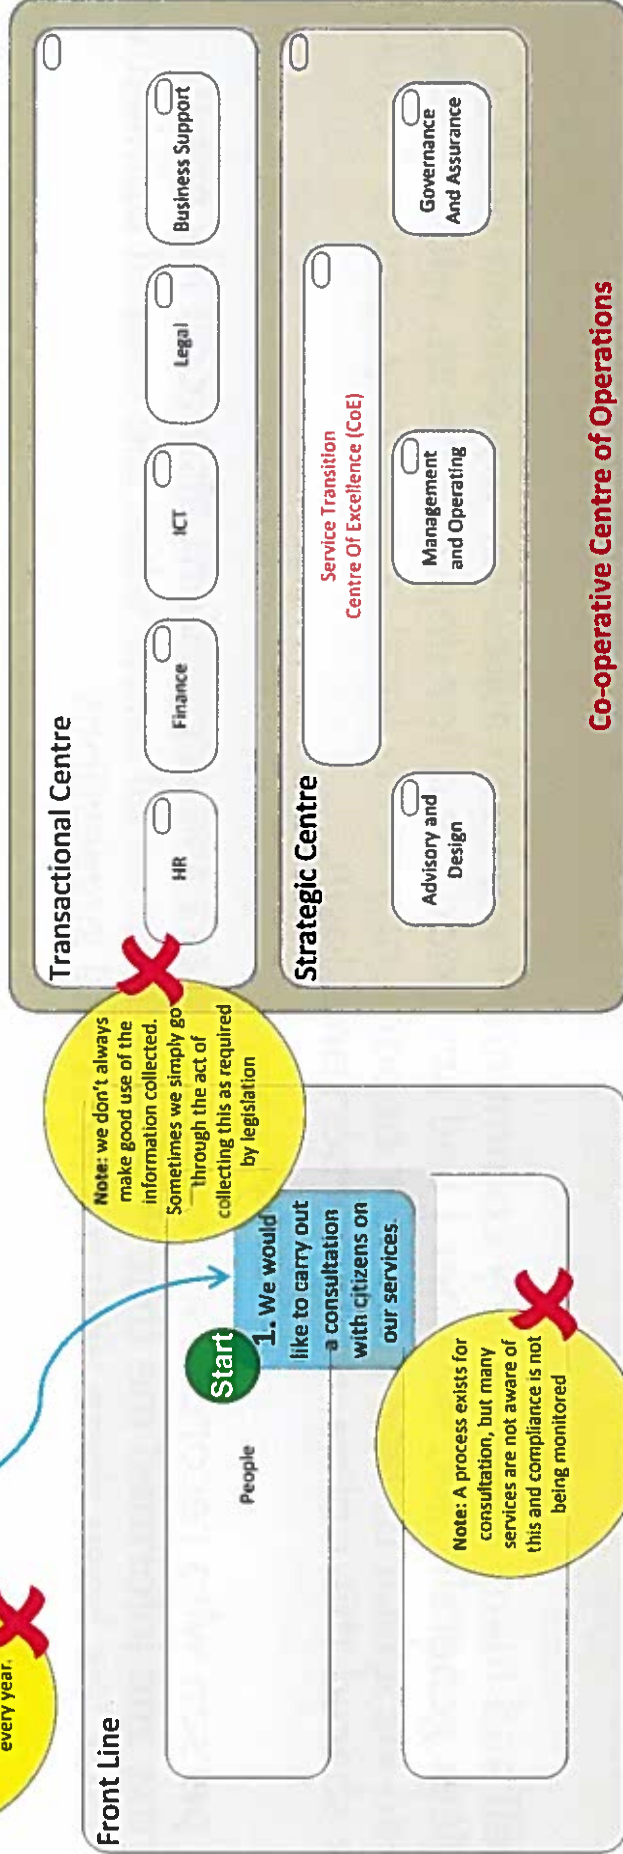 every year.
Front Line
People
Start
1. We would
like to carry out
a consultation
with citizens on
our services.
Note: we don't always
make good use of the
information collected.
Sometimes we simply go
through the act of
collecting this as required
by legislation
Note: A process exists for
consultation, but many
services are not aware of
this and compliance is not
being monitored
Transactional Centre
HR
Finance
ICT
Legal
Business Support
Strategic Centre
Service Transition
Centre Of Excellence (CoE)
Advisory and
Design
Management
and Operating
Governance
And Assurance
Co-operative Centre of Operations